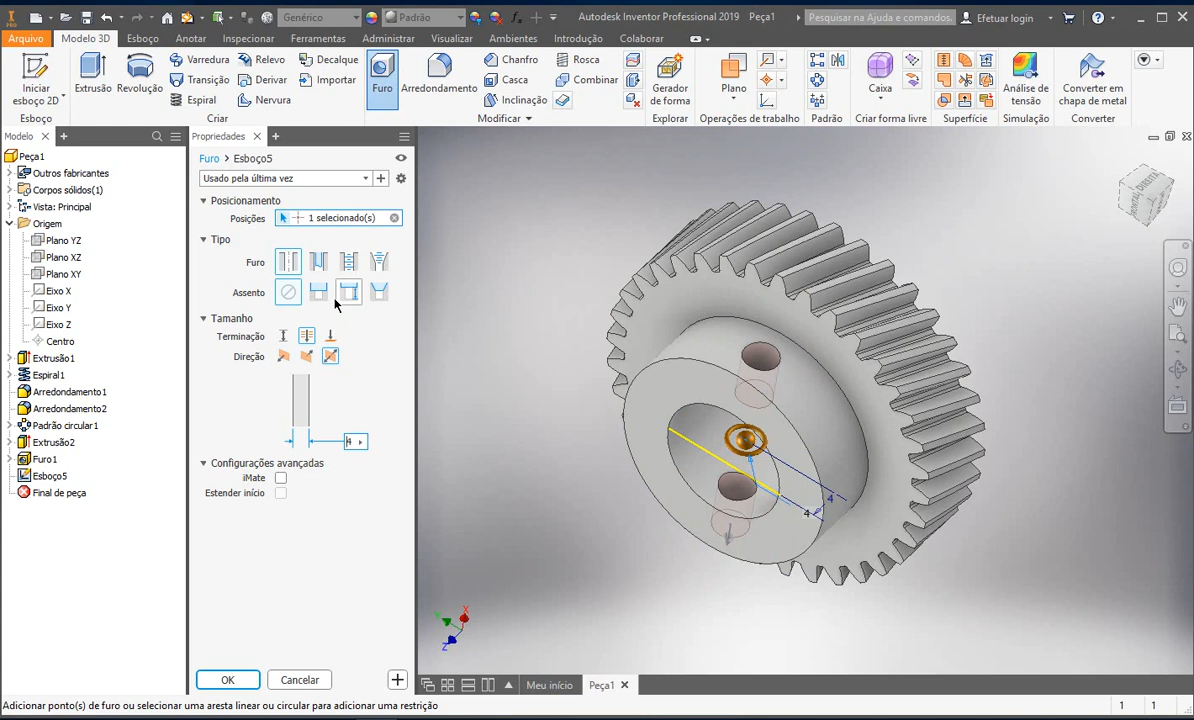 I PRO Genérico Padrão Autodesk Inventor Professional 2019 Peça1 Pesquisar na Ajuda e comandos. Efetuar login
Arquivo Modelo 3D Esboço Anotar Inspecionar Ferramentas Administrar Visualizar Ambientes Introdução Colaborar
Iniciar esboço 2D
Extrusão
Revolução
Varredura Relevo Decalque
Transição Derivar Importar
Espiral Nervura
Furo
Arredondamento
Chanfro Rosca
Casca Combinar
Inclinação
Gerador de forma
Plano
Caixa
Análise de tensão
Converter em chapa de metal
Esboço Criar Modificar Explorar Operações de trabalho Padrão Criar forma livre Superfície Simulação Converter
Modelo
Peça1
Outros fabricantes
Corpos sólidos(1)
Vista: Principal
Origem
Plano YZ
Plano XZ
Plano XY
Eixo X
Eixo Y
Eixo Z
Centro
Extrusão1
Espiral1
Arredondamento1
Arredondamento2
Padrão circular1
Extrusão2
Furo1
Esboço5
Final de peça
Propriedades
Furo > Esboço5
Usado pela última vez
Posicionamento
Posições 1 selecionado(s)
Tipo
Furo
Assento
Tamanho
Terminação
Direção
4
Configurações avançadas
iMate
Estender início
OK Cancelar
FRONTAL DIREITA
4
4
X
Y
Z
Meu início Peça1
Adicionar ponto(s) de furo ou selecionar uma aresta linear ou circular para adicionar uma restrição 1 1